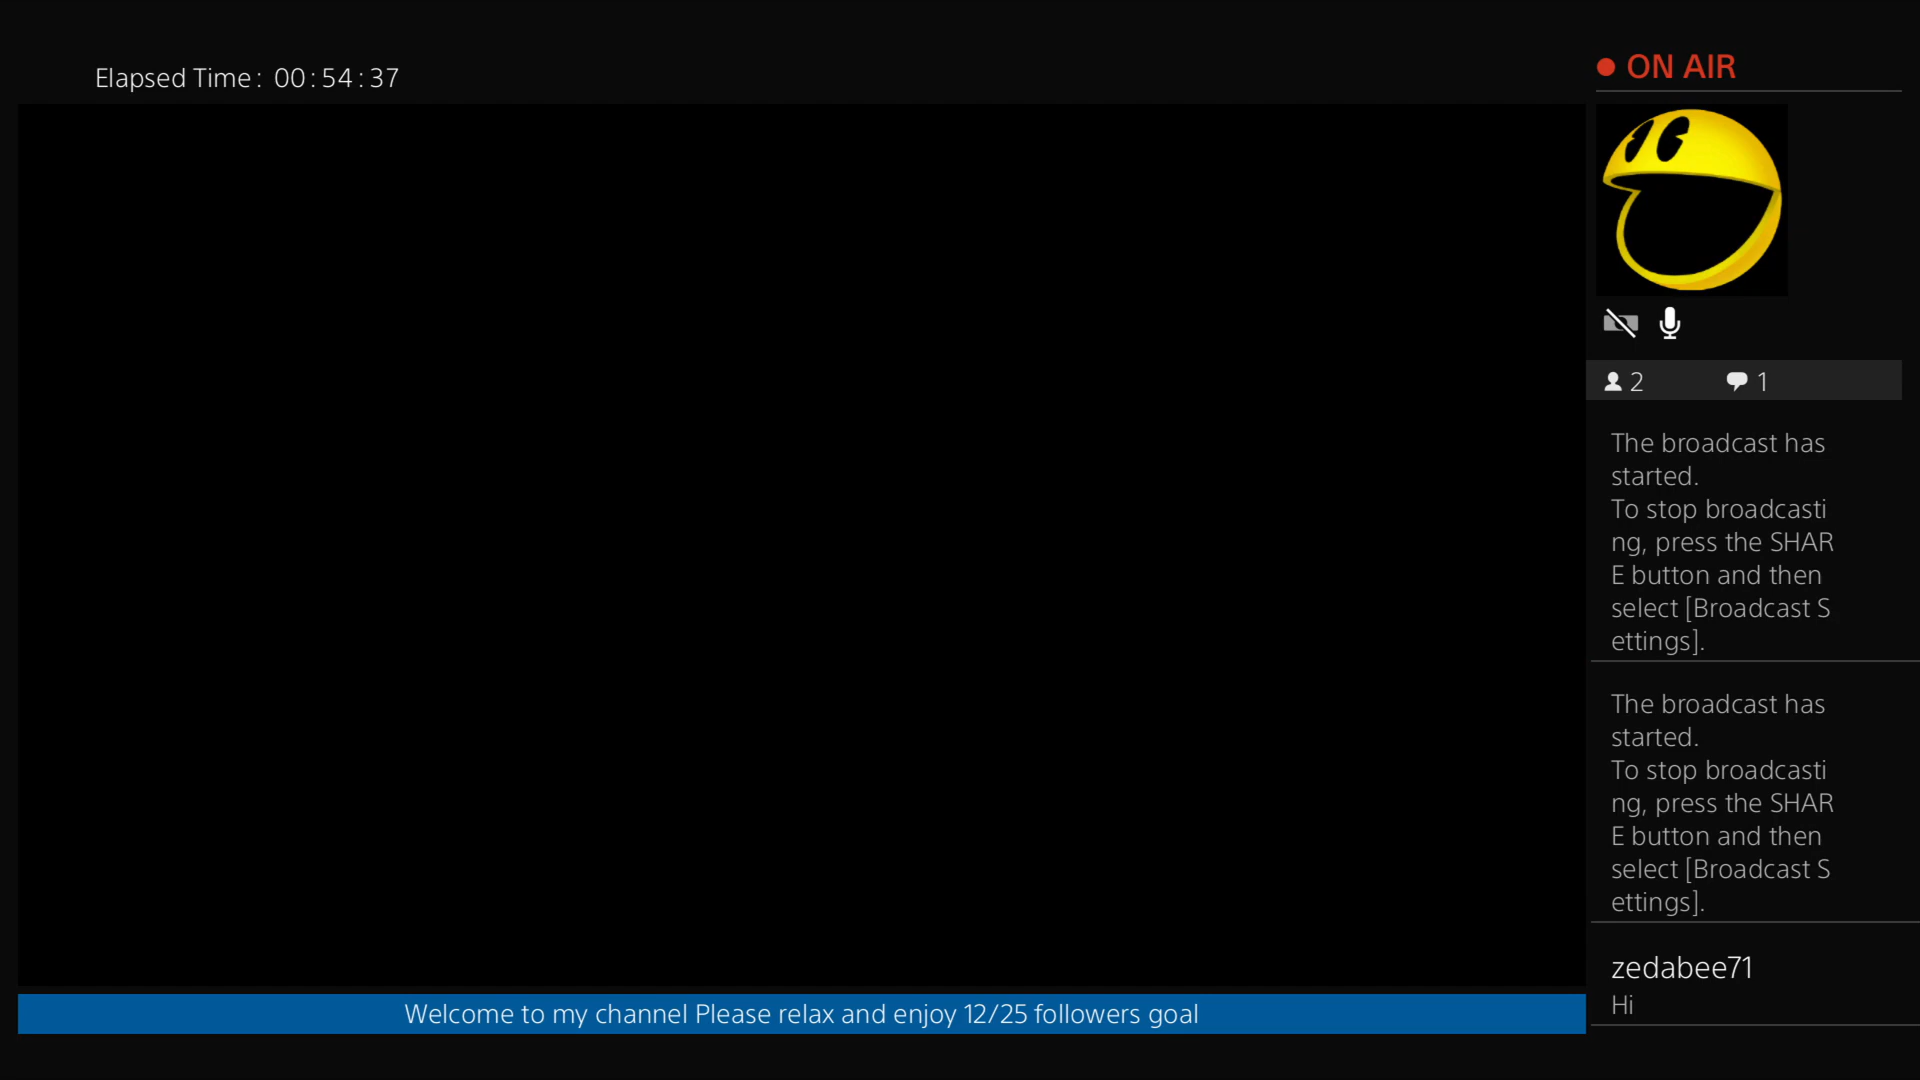 Elapsed Time: 00:54:37
ON AIR
2 1
The broadcast has
started.
To stop broadcasti
ng, press the SHAR
E button and then
select [Broadcast S
ettings].
The broadcast has
started.
To stop broadcasti
ng, press the SHAR
E button and then
select [Broadcast S
ettings].
zedabee71
Hi
Welcome to my channel Please relax and enjoy 12/25 followers goal